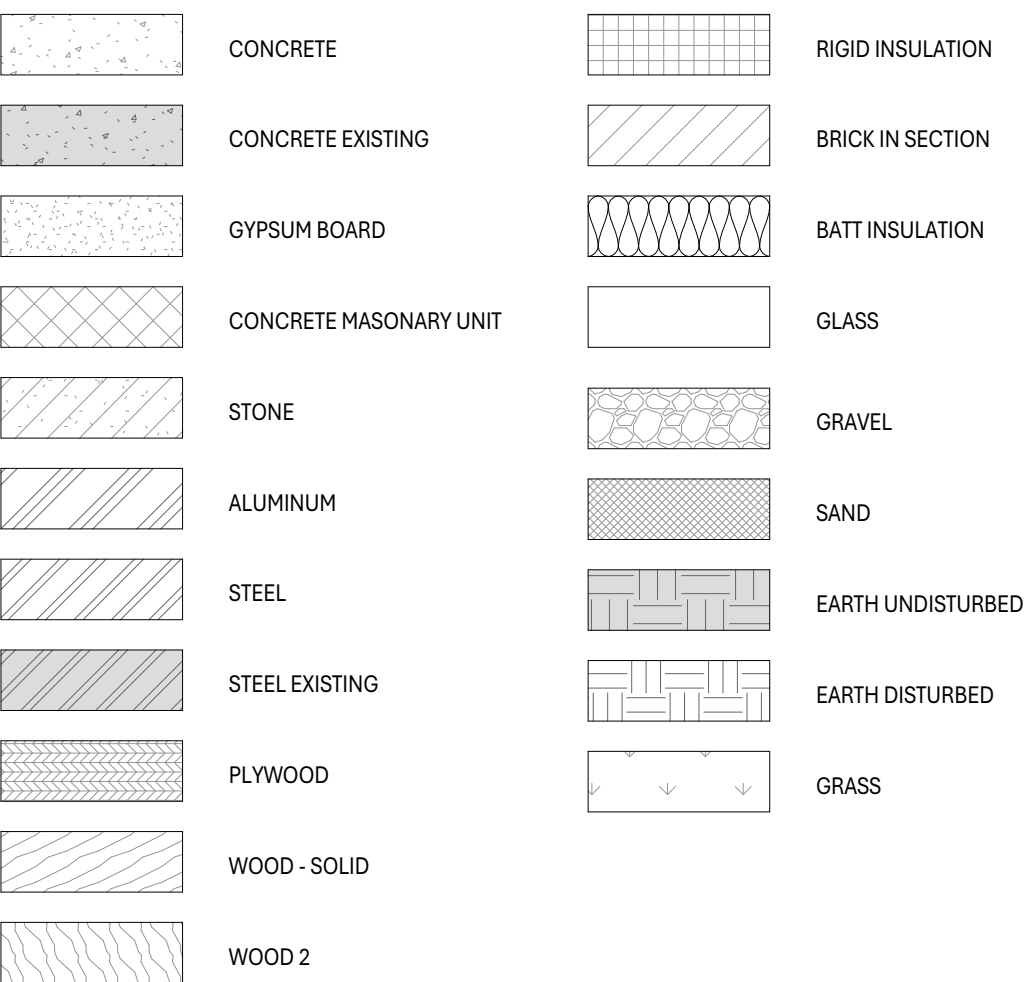 CONCRETE
CONCRETE EXISTING
GYPSUM BOARD
CONCRETE MASONARY UNIT
STONE
ALUMINUM
STEEL
STEEL EXISTING
PLYWOOD
WOOD - SOLID
WOOD 2
RIGID INSULATION
BRICK IN SECTION
BATT INSULATION
GLASS
GRAVEL
SAND
EARTH UNDISTURBED
EARTH DISTURBED
GRASS